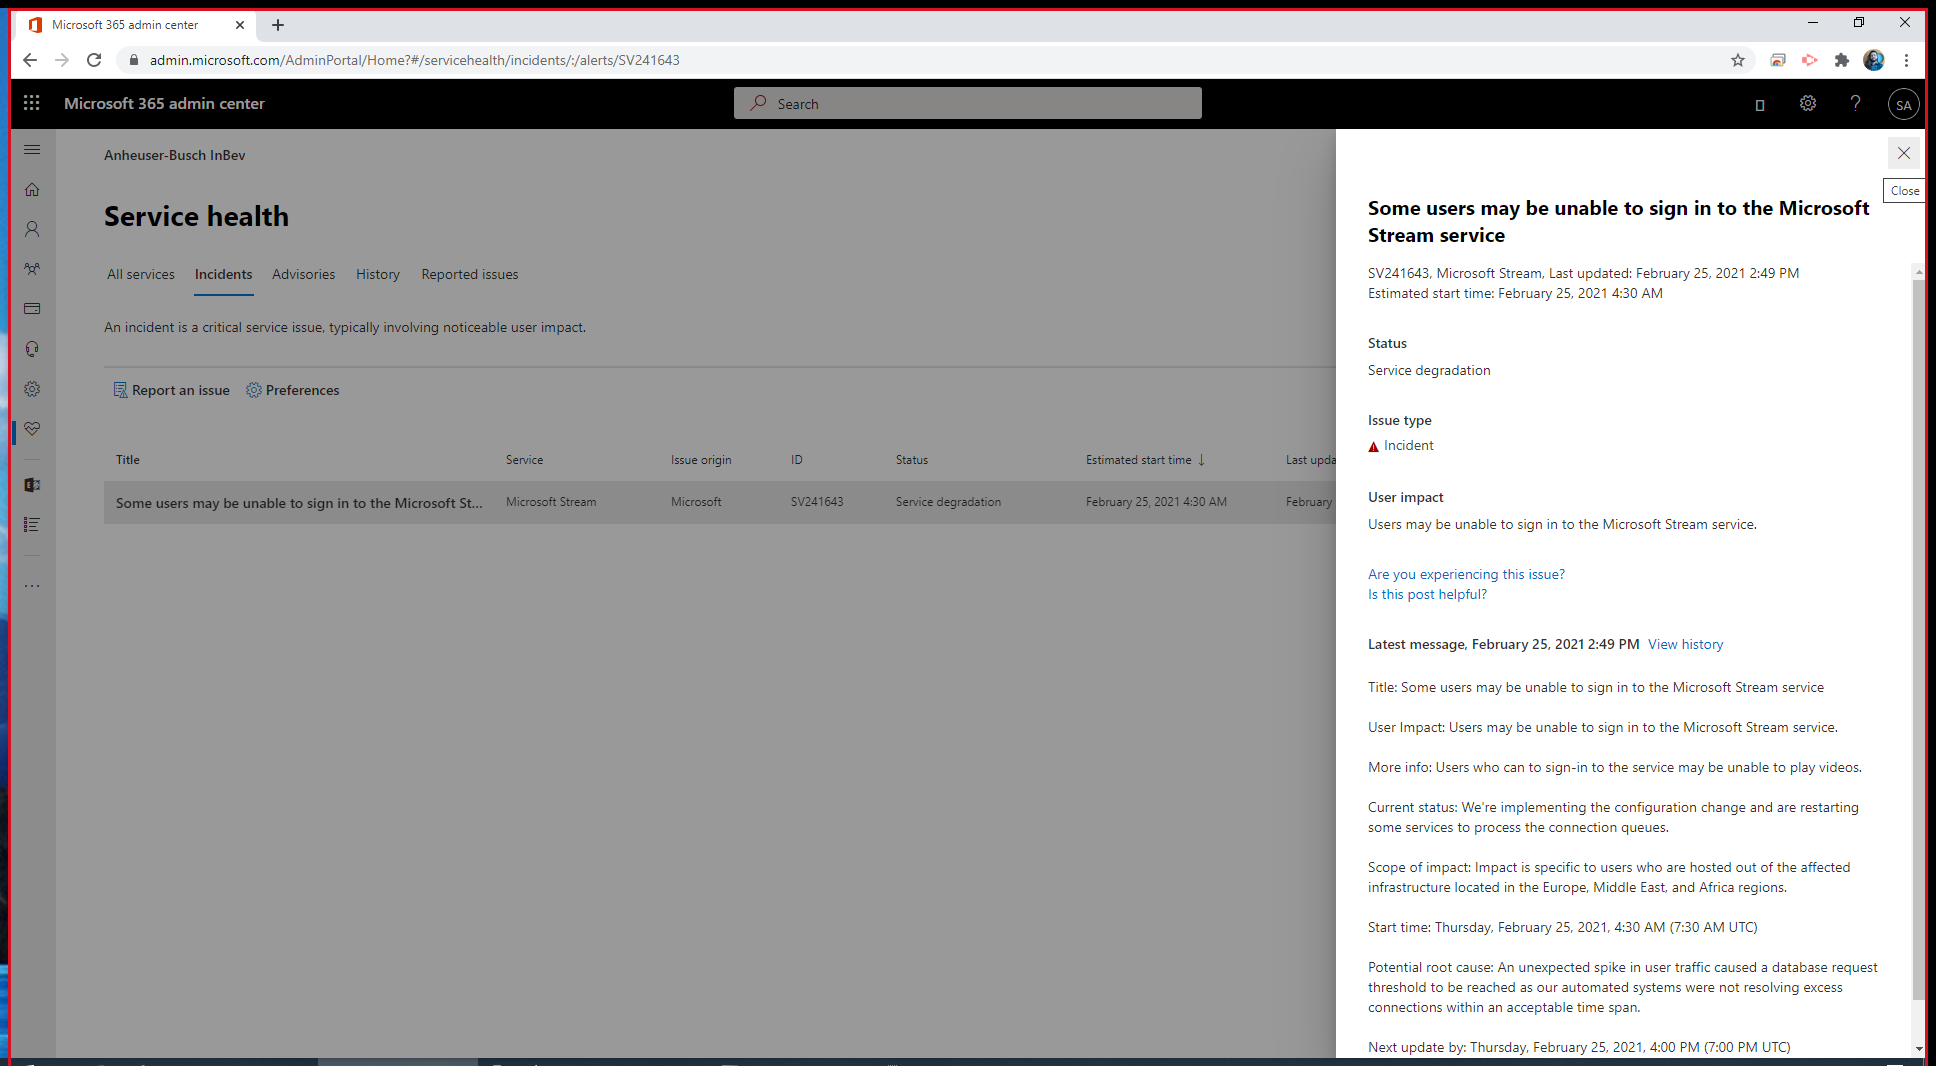 Microsoft 365 admin center
admin.microsoft.com/AdminPortal/Home?#/servicehealth/incidents/:/alerts/SV241643
Microsoft 365 admin center
Search
?
SA
Anheuser-Busch InBev
Service health
All services Incidents Advisories History Reported issues
An incident is a critical service issue, typically involving noticeable user impact.
Report an issue Preferences
Title Service Issue origin ID Status Estimated start time ↓ Last upda
Some users may be unable to sign in to the Microsoft St... Microsoft Stream Microsoft SV241643 Service degradation February 25, 2021 4:30 AM February
Close
Some users may be unable to sign in to the Microsoft
Stream service
SV241643, Microsoft Stream, Last updated: February 25, 2021 2:49 PM
Estimated start time: February 25, 2021 4:30 AM
Status
Service degradation
Issue type
Incident
User impact
Users may be unable to sign in to the Microsoft Stream service.
Are you experiencing this issue?
Is this post helpful?
Latest message, February 25, 2021 2:49 PM View history
Title: Some users may be unable to sign in to the Microsoft Stream service
User Impact: Users may be unable to sign in to the Microsoft Stream service.
More info: Users who can to sign-in to the service may be unable to play videos.
Current status: We're implementing the configuration change and are restarting
some services to process the connection queues.
Scope of impact: Impact is specific to users who are hosted out of the affected
infrastructure located in the Europe, Middle East, and Africa regions.
Start time: Thursday, February 25, 2021, 4:30 AM (7:30 AM UTC)
Potential root cause: An unexpected spike in user traffic caused a database request
threshold to be reached as our automated systems were not resolving excess
connections within an acceptable time span.
Next update by: Thursday, February 25, 2021, 4:00 PM (7:00 PM UTC)